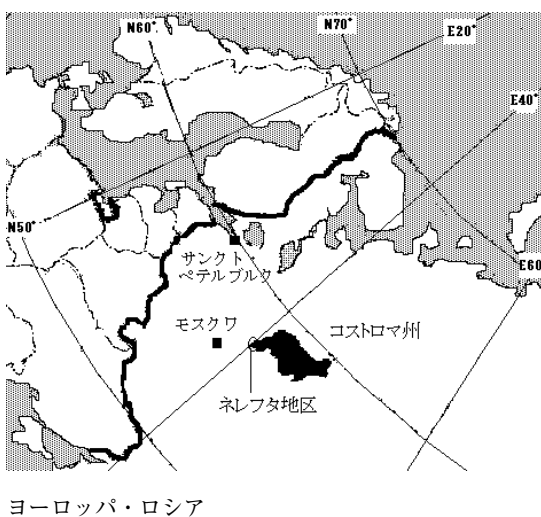 N60°
N70°
E20°
E40°
N50°
E60
サンクト
ペテルブルク
モスクワ
コストロマ州
ネレフタ地区
ヨーロッパ・ロシア